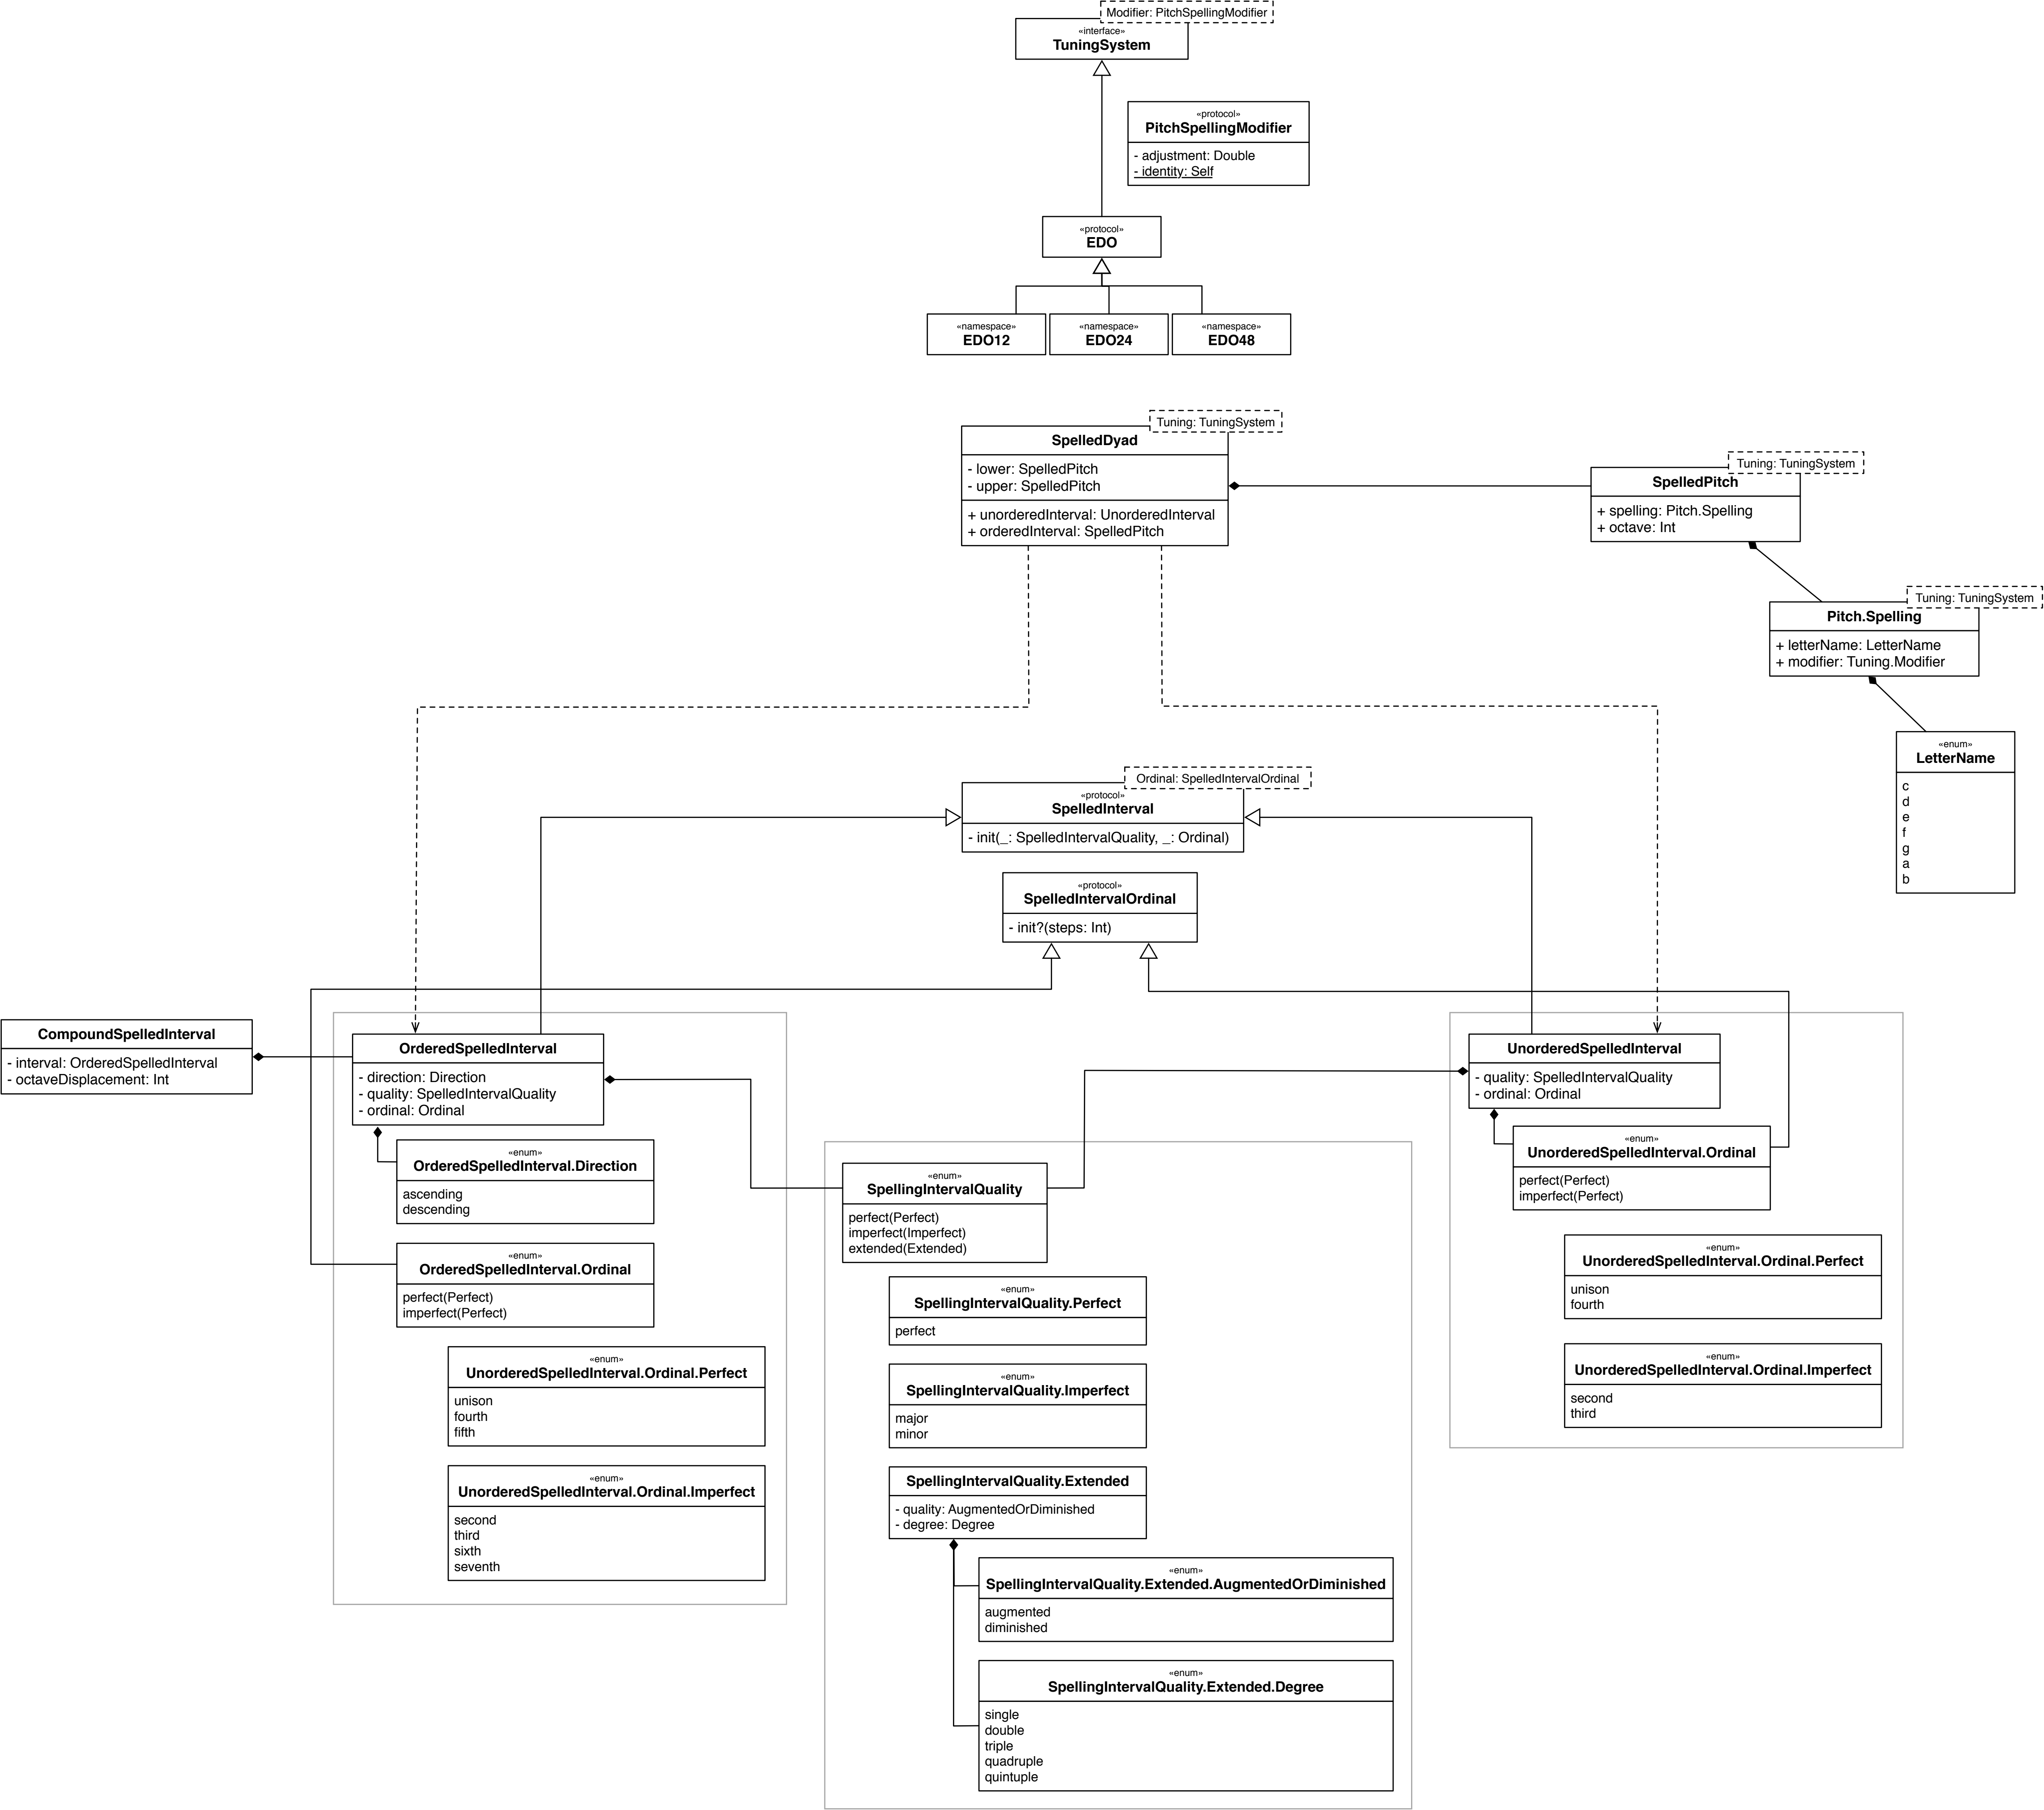 Modifier: PitchSpellingModifier
«interface»
TuningSystem
«protocol»
PitchSpellingModifier
- adjustment: Double
- identity: Self
«protocol»
EDO
«namespace»
EDO12
«namespace»
EDO24
«namespace»
EDO48
Tuning: TuningSystem
SpelledDyad
- lower: SpelledPitch
- upper: SpelledPitch
+ unorderedInterval: UnorderedInterval
+ orderedInterval: SpelledPitch
Tuning: TuningSystem
SpelledPitch
+ spelling: Pitch.Spelling
+ octave: Int
Tuning: TuningSystem
Pitch.Spelling
+ letterName: LetterName
+ modifier: Tuning.Modifier
«enum»
LetterName
c
d
e
f
g
a
b
Ordinal: SpelledIntervalOrdinal
«protocol»
SpelledInterval
- init(_: SpelledIntervalQuality, _: Ordinal)
«protocol»
SpelledIntervalOrdinal
- init?(steps: Int)
CompoundSpelledInterval
- interval: OrderedSpelledInterval
- octaveDisplacement: Int
OrderedSpelledInterval
- direction: Direction
- quality: SpelledIntervalQuality
- ordinal: Ordinal
«enum»
OrderedSpelledInterval.Direction
ascending
descending
«enum»
OrderedSpelledInterval.Ordinal
perfect(Perfect)
imperfect(Perfect)
«enum»
UnorderedSpelledInterval.Ordinal.Perfect
unison
fourth
fifth
«enum»
UnorderedSpelledInterval.Ordinal.Imperfect
second
third
sixth
seventh
«enum»
SpellingIntervalQuality
perfect(Perfect)
imperfect(Imperfect)
extended(Extended)
«enum»
SpellingIntervalQuality.Perfect
perfect
«enum»
SpellingIntervalQuality.Imperfect
major
minor
SpellingIntervalQuality.Extended
- quality: AugmentedOrDiminished
- degree: Degree
«enum»
SpellingIntervalQuality.Extended.AugmentedOrDiminished
augmented
diminished
«enum»
SpellingIntervalQuality.Extended.Degree
single
double
triple
quadruple
quintuple
UnorderedSpelledInterval
- quality: SpelledIntervalQuality
- ordinal: Ordinal
«enum»
UnorderedSpelledInterval.Ordinal
perfect(Perfect)
imperfect(Perfect)
«enum»
UnorderedSpelledInterval.Ordinal.Perfect
unison
fourth
«enum»
UnorderedSpelledInterval.Ordinal.Imperfect
second
third